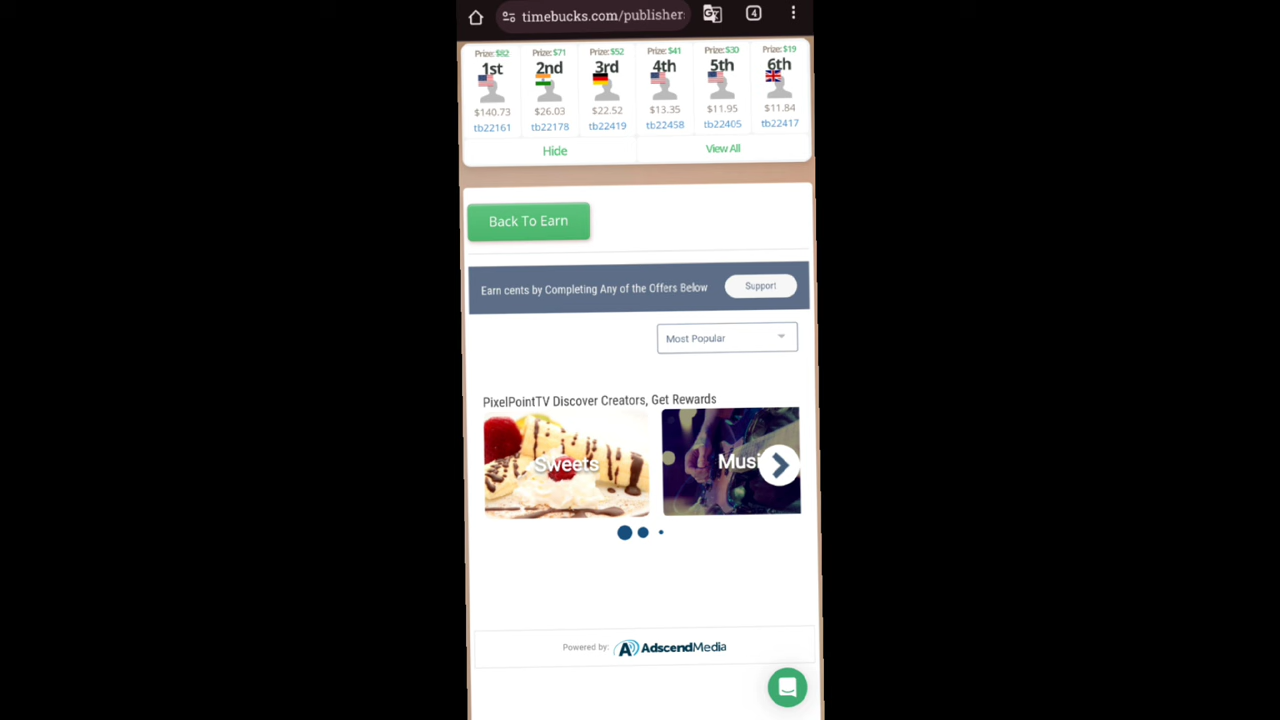 timebucks.com/publisher:
4
Prize: $82 Prize: $71 Prize: $52 Prize: $41 Prize: $30 Prize: $19
1st 2nd 3rd 4th 5th 6th
$140.73 $26.03 $22.52 $13.35 $11.95 $11.84
tb22161 tb22178 tb22419 tb22458 tb22405 tb22417
Hide View All
Back To Earn
Earn cents by Completing Any of the Offers Below Support
Most Popular
PixelPointTV Discover Creators, Get Rewards
Sweets Musi
Powered by: AdscendMedia